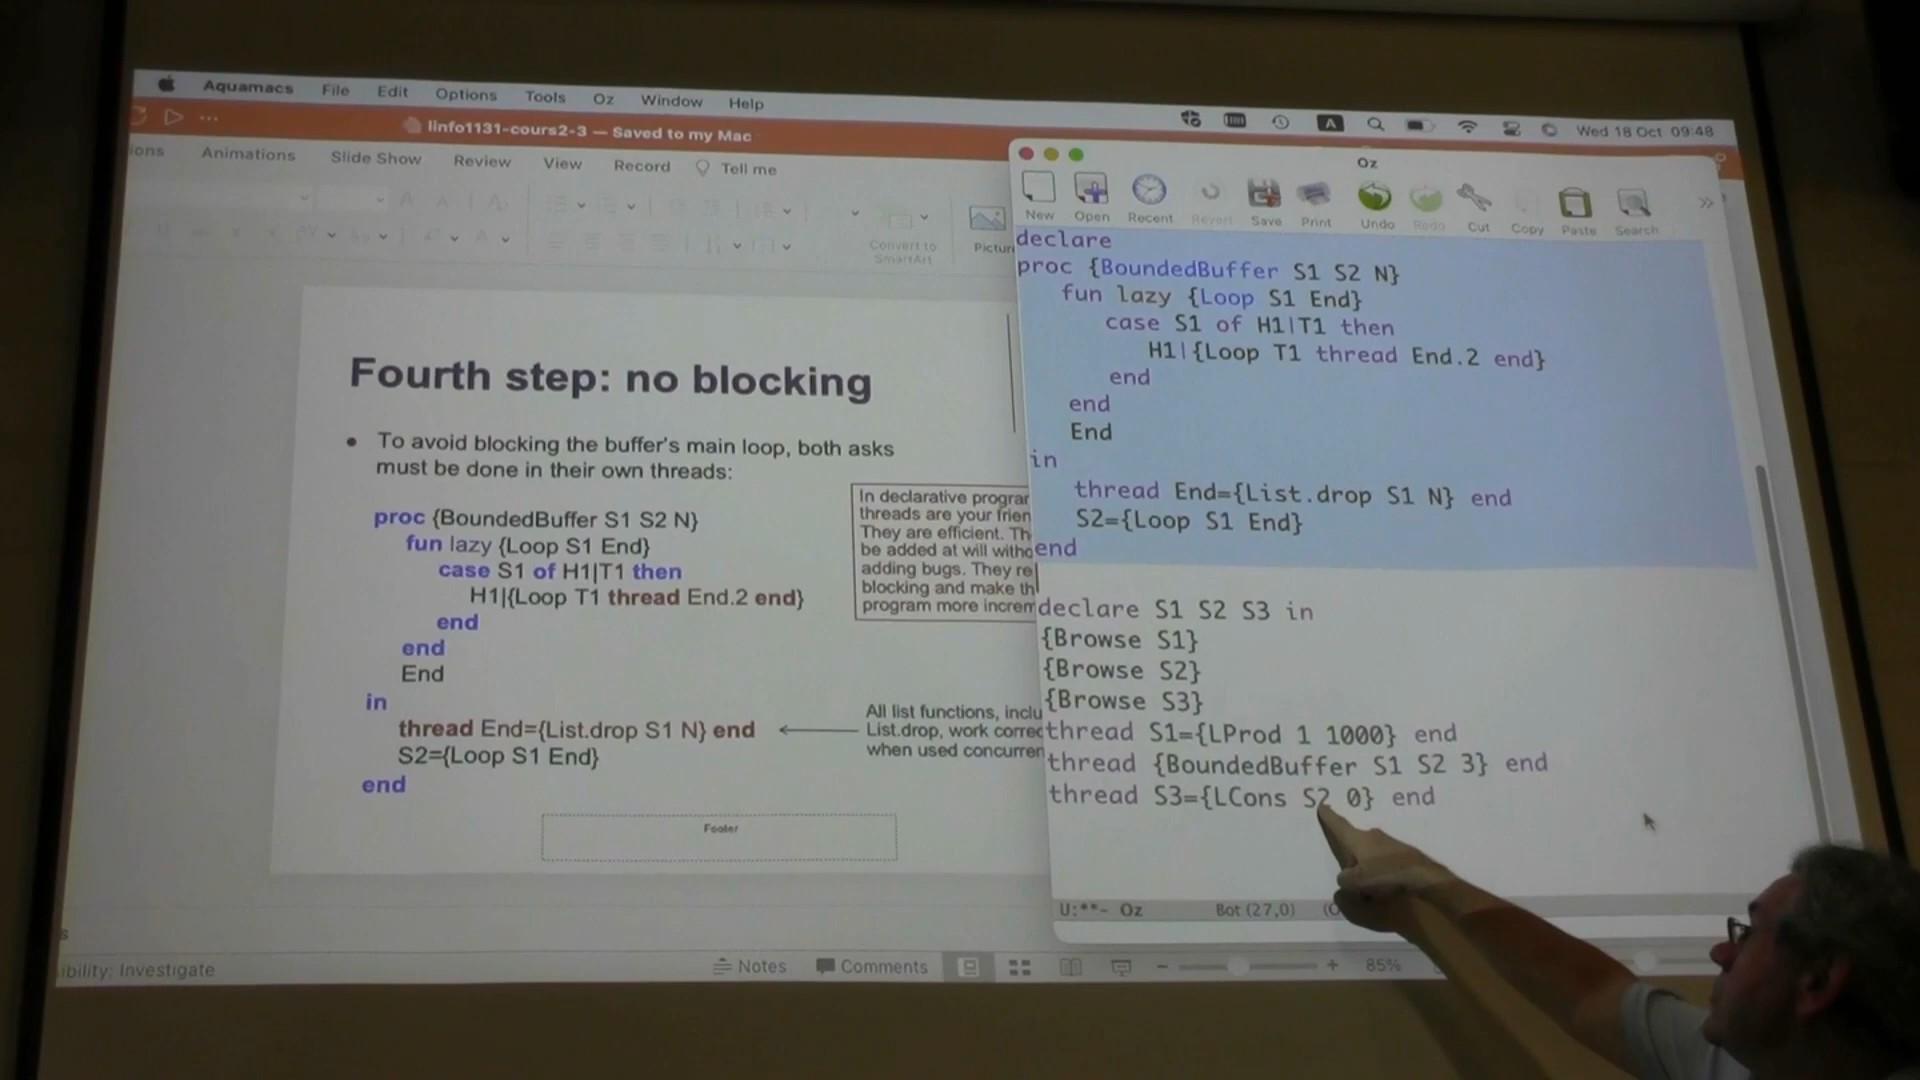 Aquamacs File Edit Options Tools Oz Window Help
Wed 18 Oct 09:48
linfo1131-cours2-3 — Saved to my Mac
ions Animations Slide Show Review View Record Tell me
Convert to
SmartArt
Pictur
Fourth step: no blocking
• To avoid blocking the buffer's main loop, both asks
must be done in their own threads:
proc {BoundedBuffer S1 S2 N}
fun lazy {Loop S1 End}
case S1 of H1|T1 then
H1|{Loop T1 thread End.2 end}
end
end
End
in
thread End={List.drop S1 N} end
S2={Loop S1 End}
end
In declarative prograr
threads are your frien
They are efficient. Th
be added at will withc
adding bugs. They re
blocking and make th
program more increm
All list functions, inclu
List.drop, work correc
when used concurren
Footer
ibility: Investigate
Notes Comments
85%
Oz
New Open Recent Revert Save Print Undo Redo Cut Copy Paste Search
declare
proc {BoundedBuffer S1 S2 N}
fun lazy {Loop S1 End}
case S1 of H1|T1 then
H1|{Loop T1 thread End.2 end}
end
end
End
in
thread End={List.drop S1 N} end
S2={Loop S1 End}
end
declare S1 S2 S3 in
{Browse S1}
{Browse S2}
{Browse S3}
thread S1={LProd 1 1000} end
thread {BoundedBuffer S1 S2 3} end
thread S3={LCons S2 0} end
U:**- Oz Bot (27,0) (O